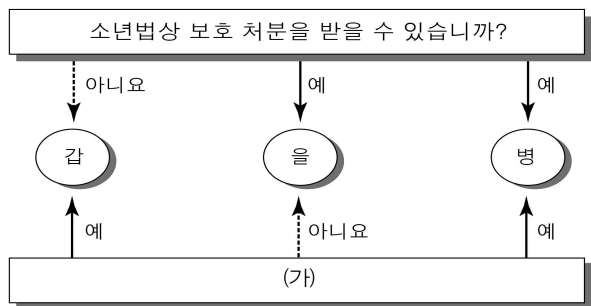 소년법상 보호 처분을 받을 수 있습니까?
아니요 예 예
갑 을 병
예 아니요 예
(가)